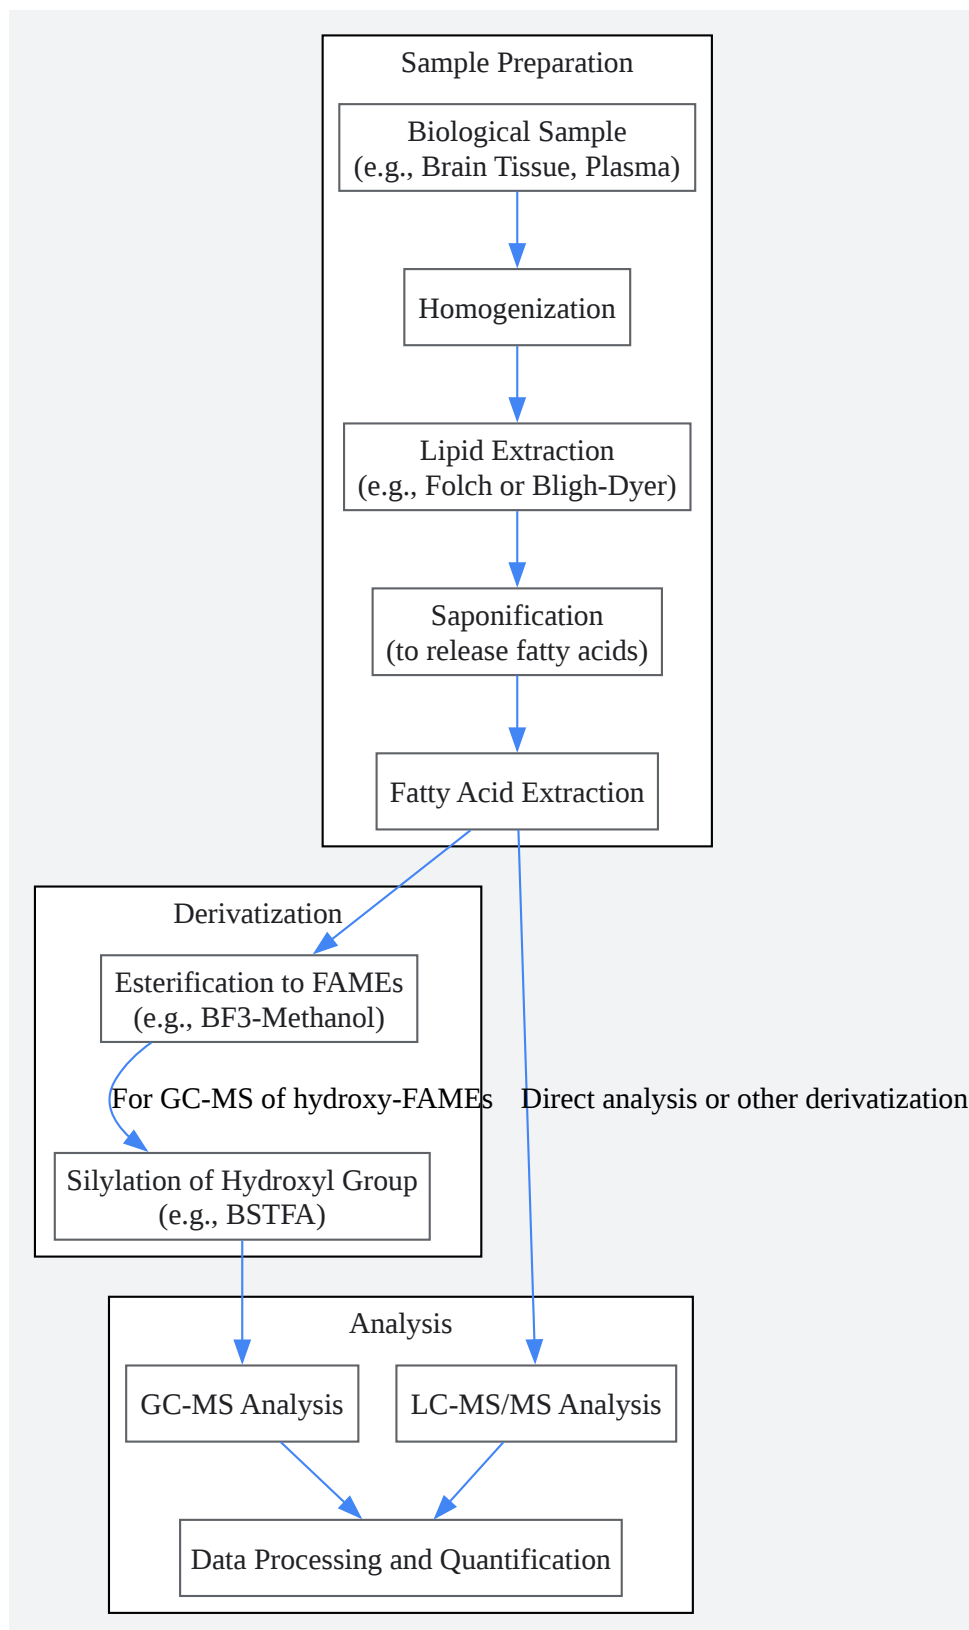 Sample Preparation
Biological Sample
(e.g., Brain Tissue, Plasma)
Homogenization
Lipid Extraction
(e.g., Folch or Bligh-Dyer)
Saponification
(to release fatty acids)
Fatty Acid Extraction
Derivatization
Esterification to FAMEs
(e.g., BF3-Methanol)
For GC-MS of hydroxy-FAMEs
Direct analysis or other derivatization
Silylation of Hydroxyl Group
(e.g., BSTFA)
Analysis
GC-MS Analysis
LC-MS/MS Analysis
Data Processing and Quantification